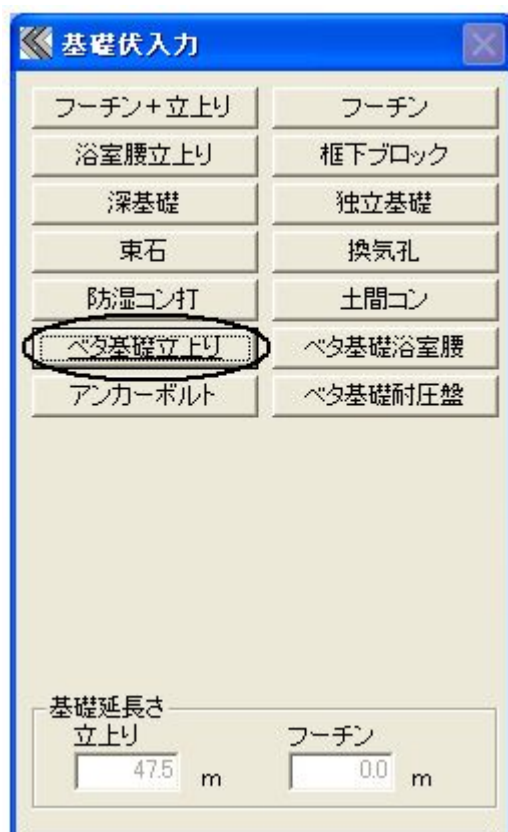 基礎伏入力
フーチン+立上り フーチン
浴室腰立上り 框下ブロック
深基礎 独立基礎
束石 換気孔
防湿コン打 土間コン
ベタ基礎立上り ベタ基礎浴室腰
アンカーボルト ベタ基礎耐圧盤
基礎延長さ
立上り フーチン
47.5 m 0.0 m